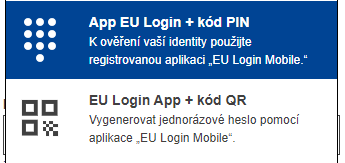 App EU Login + kód PIN
K ověření vaší identity použijte
registrovanou aplikaci „EU Login Mobile.“
EU Login App + kód QR
Vygenerovat jednorázové heslo pomocí
aplikace „EU Login Mobile“.